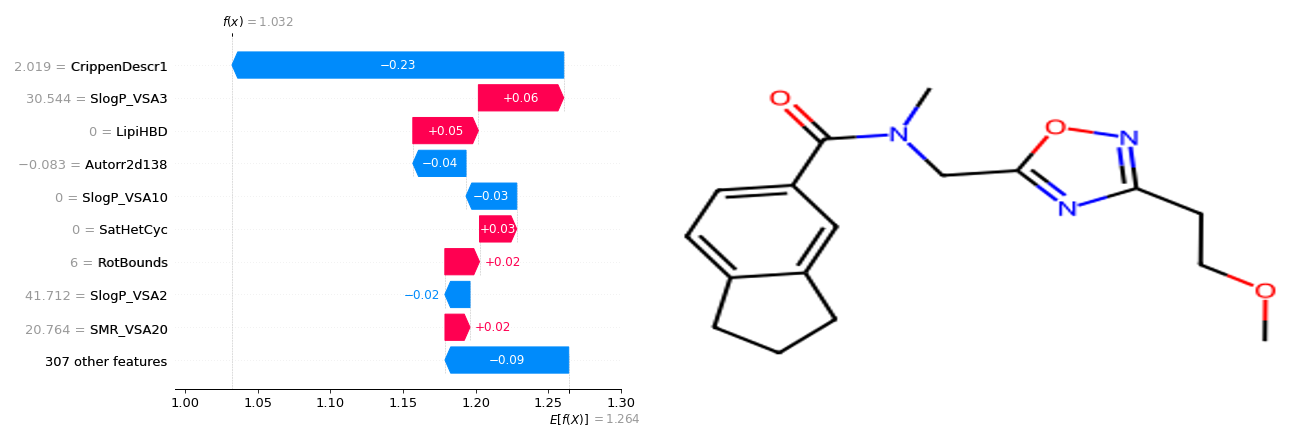 f(x) = 1.032
2.019 = CrippenDescr1
−0.23
30.544 = SlogP_VSA3
+0.06
0 = LipiHBD
+0.05
−0.083 = Autorr2d138
−0.04
0 = SlogP_VSA10
−0.03
0 = SatHetCyc
+0.03
6 = RotBounds
+0.02
41.712 = SlogP_VSA2
−0.02
20.764 = SMR_VSA20
+0.02
307 other features
−0.09
1.00 1.05 1.10 1.15 1.20 1.25 1.30
E[f(X)] = 1.264
O
N
O
N
N
O